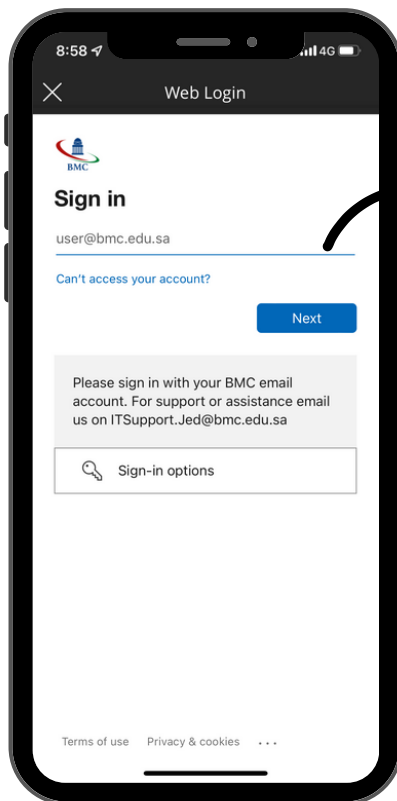 8:58
4G
Web Login
BMC
Sign in
user@bmc.edu.sa
Can't access your account?
Next
Please sign in with your BMC email
account. For support or assistance email
us on ITSupport.Jed@bmc.edu.sa
Sign-in options
Terms of use Privacy & cookies ...